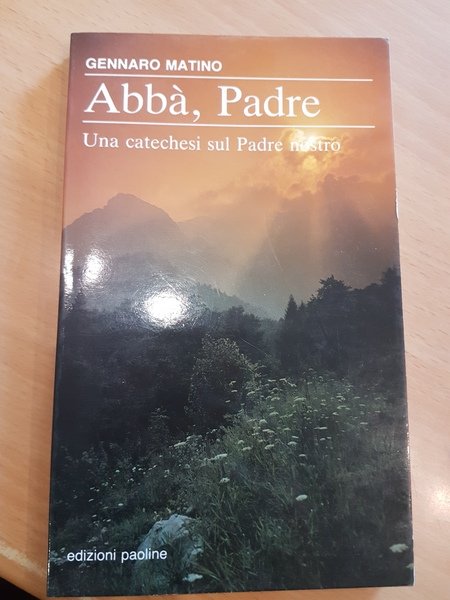 GENNARO MATINO
Abbà, Padre
Una catechesi sul Padre nostro
edizioni paoline